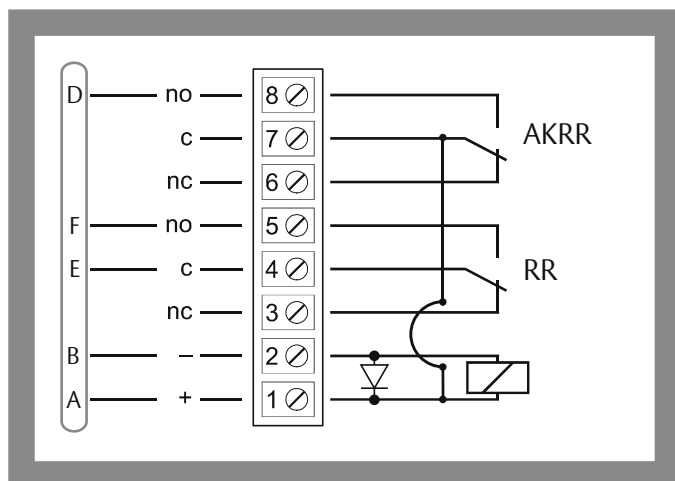 D no 8
c 7 AKRR
nc 6
F no 5
E c 4 RR
nc 3
B – 2
A + 1